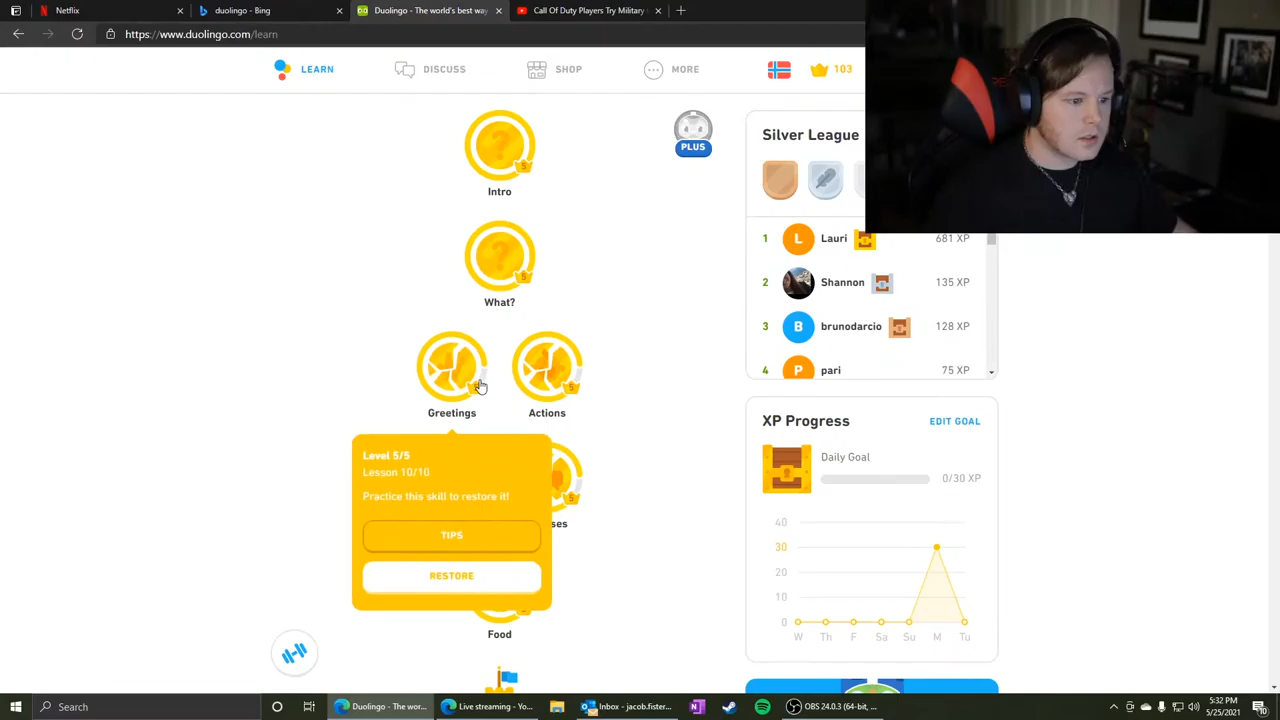 Netflix
duolingo - Bing
Duolingo - The world's best way
Call Of Duty Players Try Military
https://www.duolingo.com/learn
LEARN
DISCUSS
SHOP
MORE
103
PLUS
Intro
5
What?
5
Greetings
Actions
5
Level 5/5
Lesson 10/10
Practice this skill to restore it!
TIPS
RESTORE
5
ses
Food
Silver League
1 L Lauri 681 XP
2 Shannon 135 XP
3 B brunodarcio 128 XP
4 P pari 75 XP
XP Progress
EDIT GOAL
Daily Goal
0/30 XP
40
30
20
10
0
W Th F Sa Su M Tu
Search
Duolingo - The wor...
Live streaming - Yo...
Inbox - jacob.fister...
OBS 24.0.3 (64-bit, ...
5:32 PM
5/25/2021